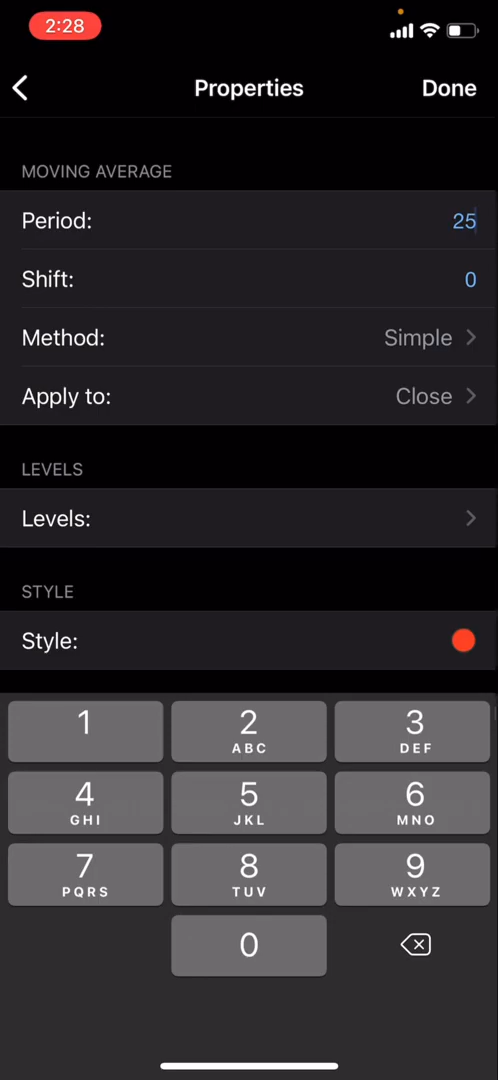 2:28
Properties
Done
MOVING AVERAGE
Period: 25
Shift: 0
Method: Simple
Apply to: Close
LEVELS
Levels:
STYLE
Style:
1 2 3
ABC DEF
4 5 6
GHI JKL MNO
7 8 9
PQRS TUV WXYZ
0